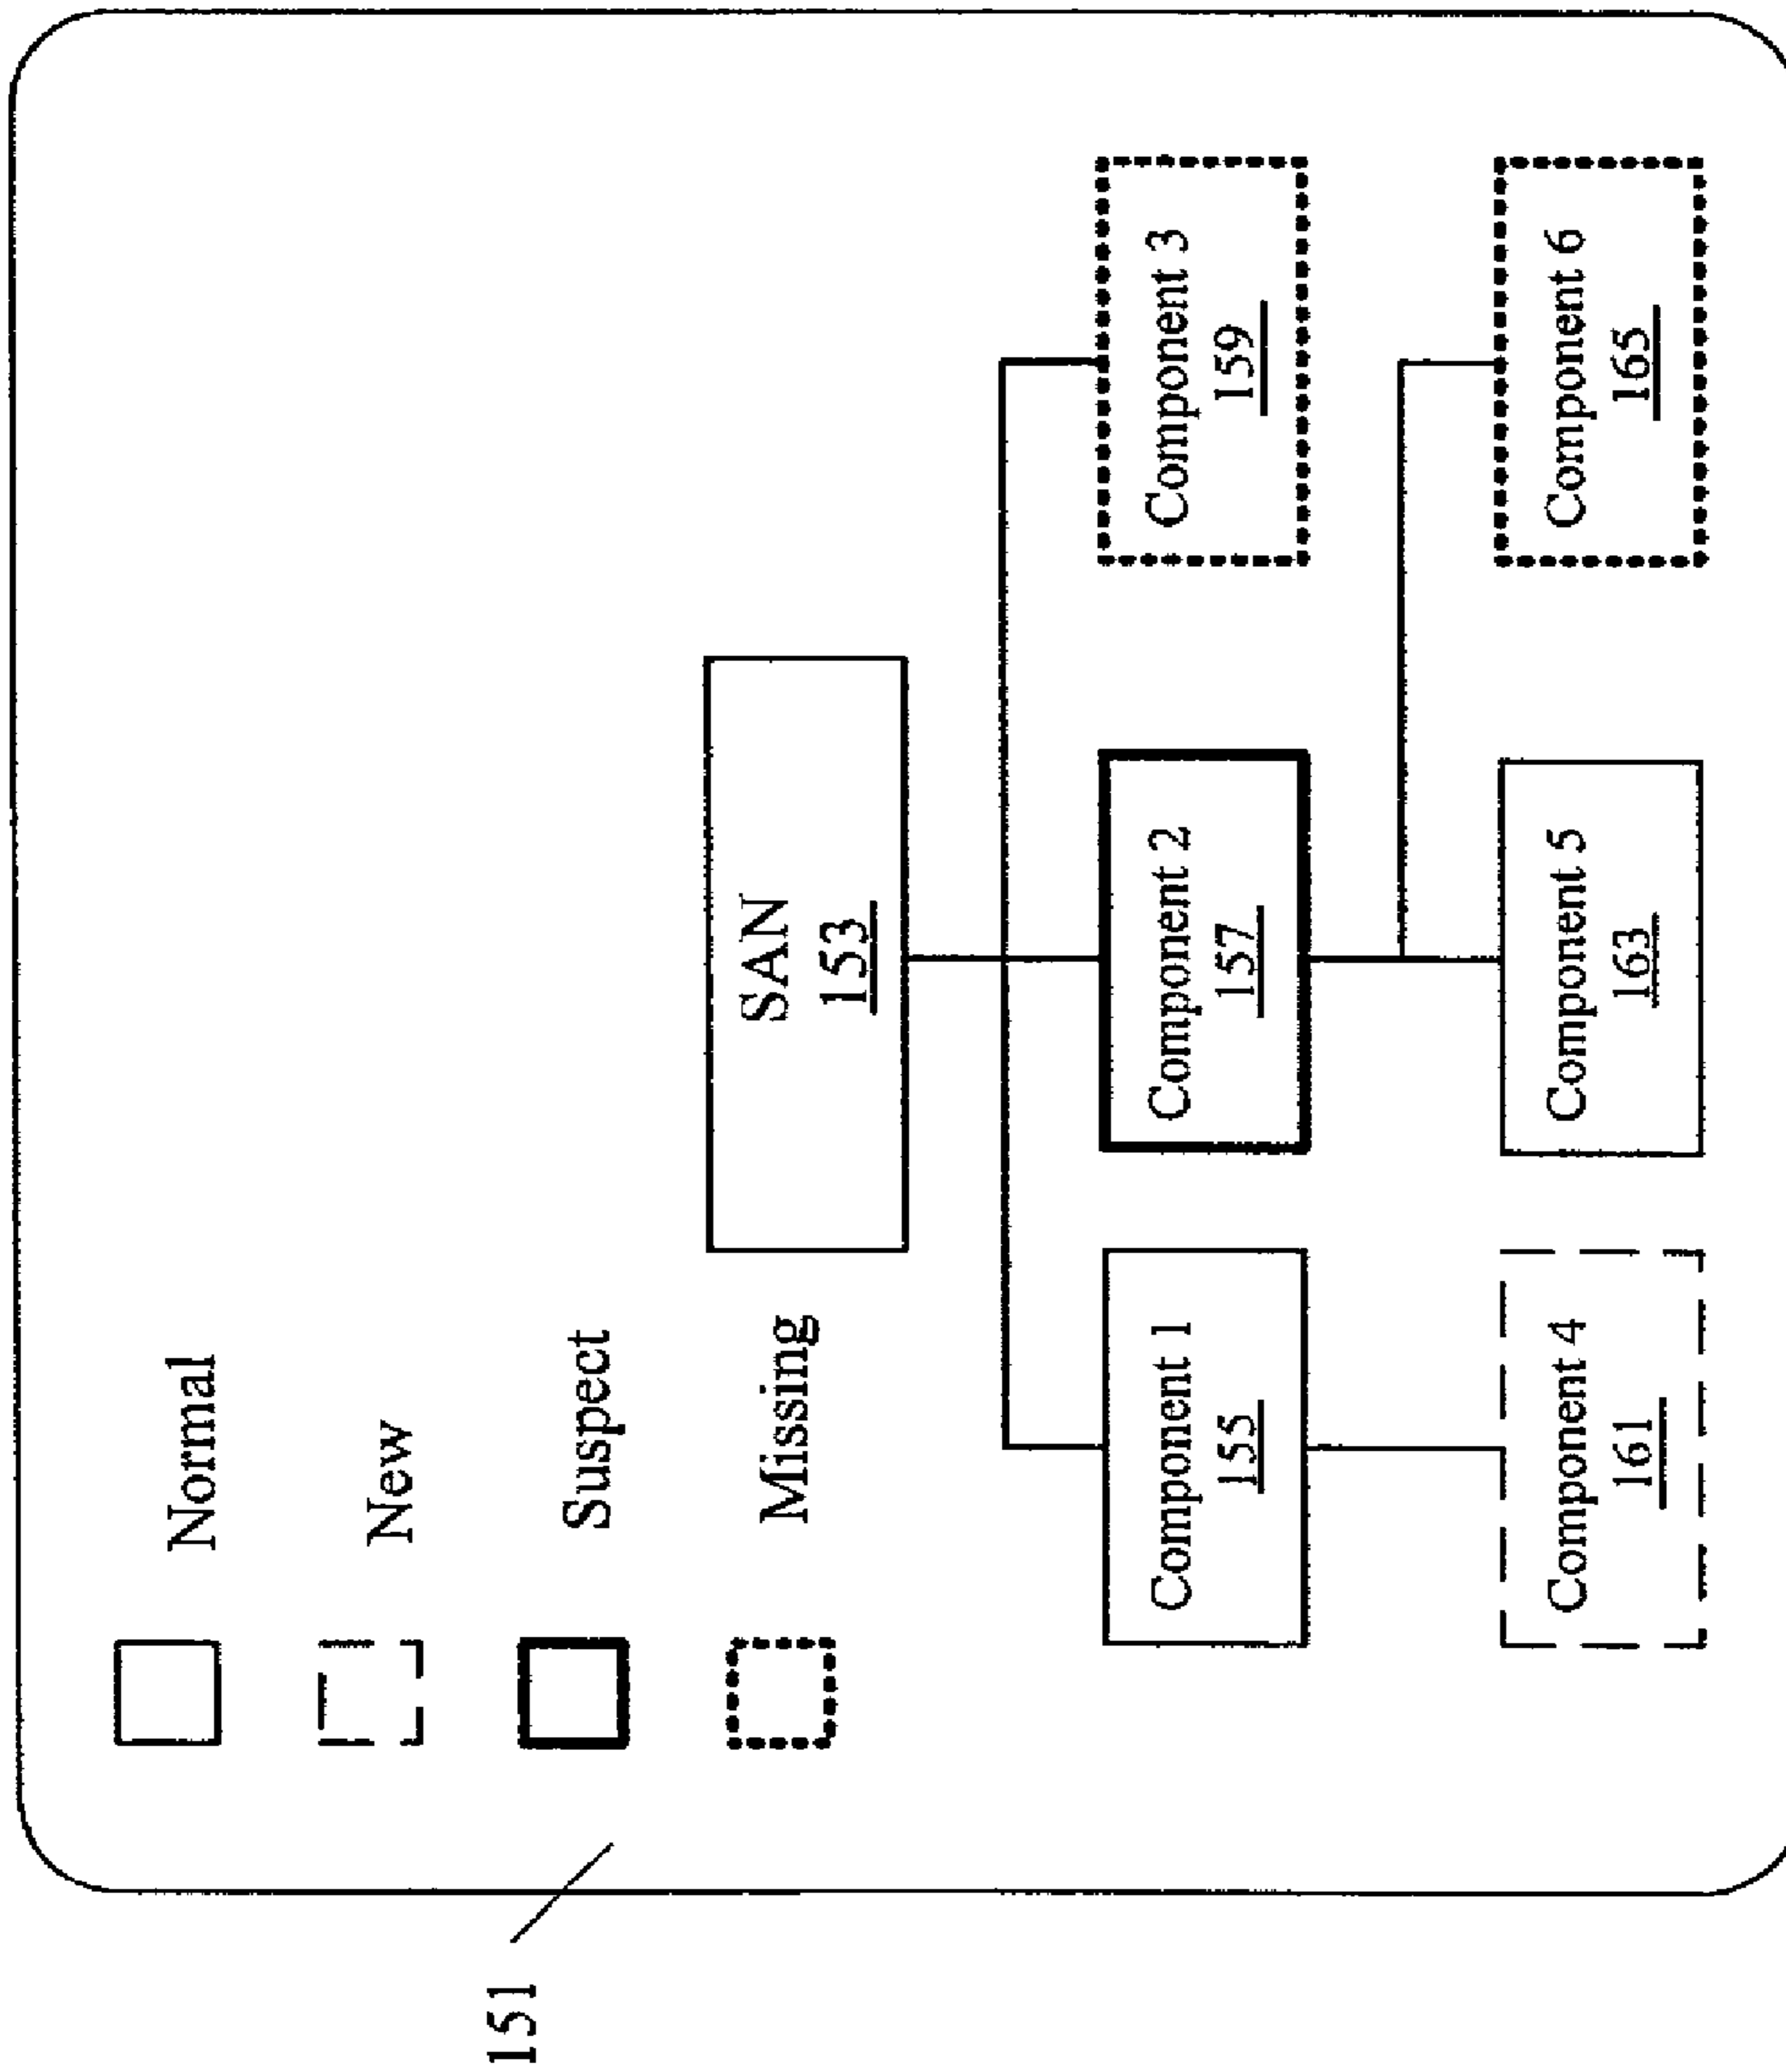 Normal
New
Suspect
Missing
151
SAN
153
Component 1
155
Component 2
157
Component 3
159
Component 4
161
Component 5
163
Component 6
165